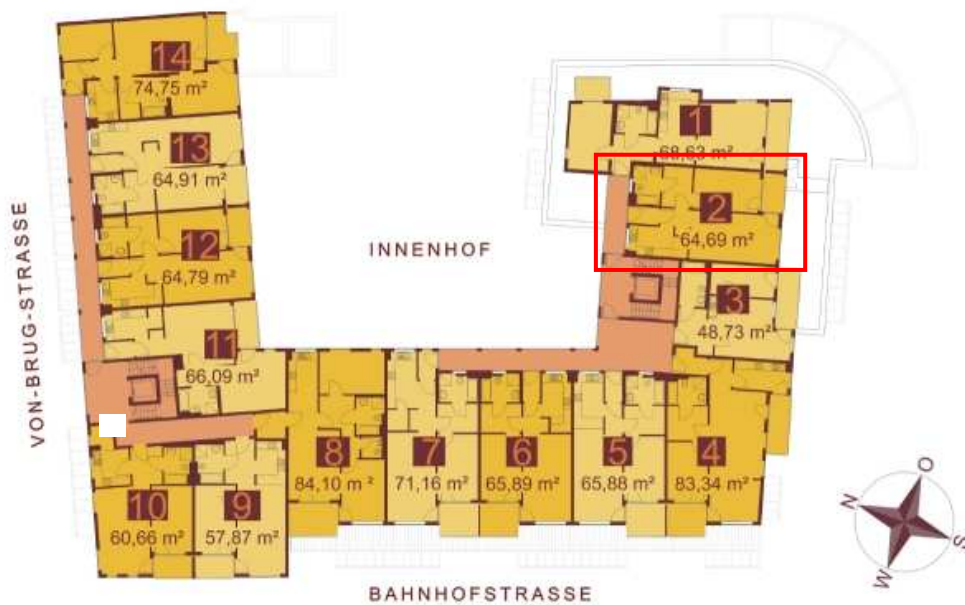 14
74,75 m²
13
64,91 m²
12
64,79 m²
11
66,09 m²
10
60,66 m²
9
57,87 m²
8
84,10 m²
7
71,16 m²
6
65,89 m²
5
65,88 m²
4
83,34 m²
3
48,73 m²
2
64,69 m²
1
68,63 m²
INNENHOF
VON-BRUG-STRASSE
BAHNHOFSTRASSE
N
O
S
W